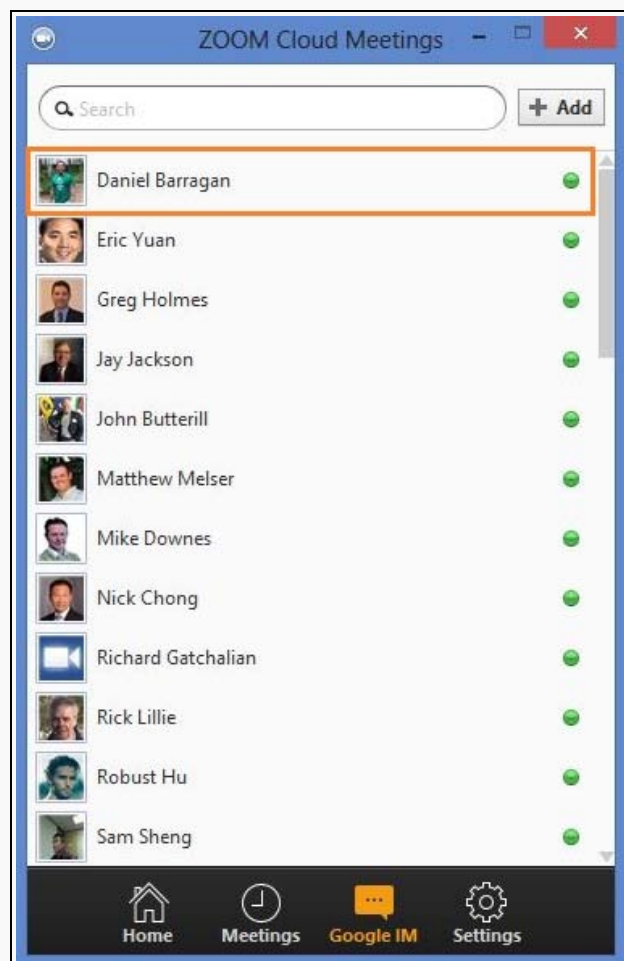 ZOOM Cloud Meetings
Search
Add
Daniel Barragan
Eric Yuan
Greg Holmes
Jay Jackson
John Butterill
Matthew Melser
Mike Downes
Nick Chong
Richard Gatchalian
Rick Lillie
Robust Hu
Sam Sheng
Home Meetings Google IM Settings